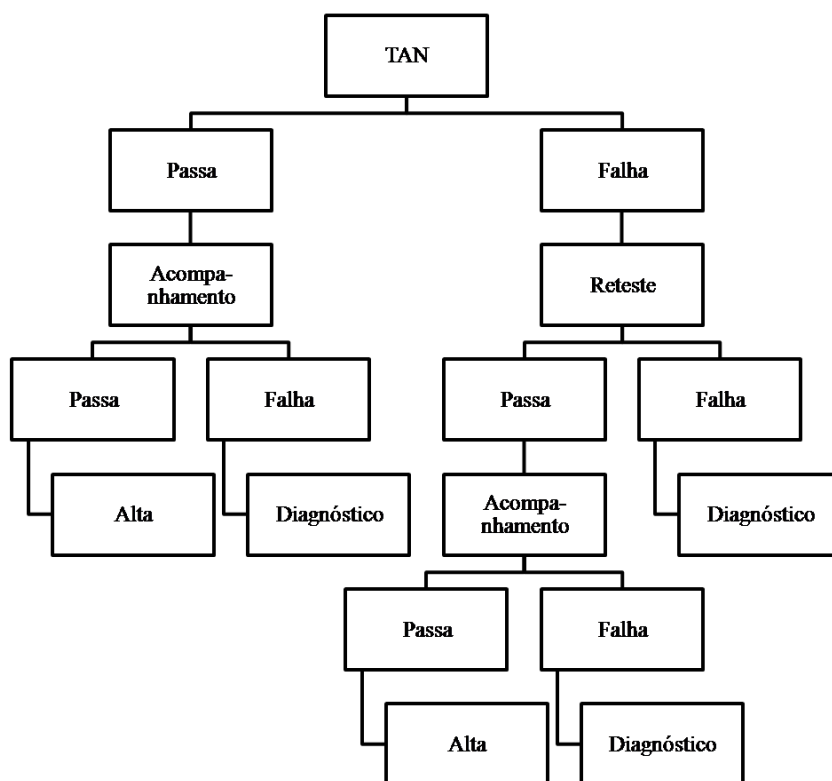 TAN
Passa
Falha
Acompa-
nhamento
Reteste
Passa
Falha
Passa
Falha
Alta
Diagnóstico
Acompa-
nhamento
Diagnóstico
Passa
Falha
Alta
Diagnóstico